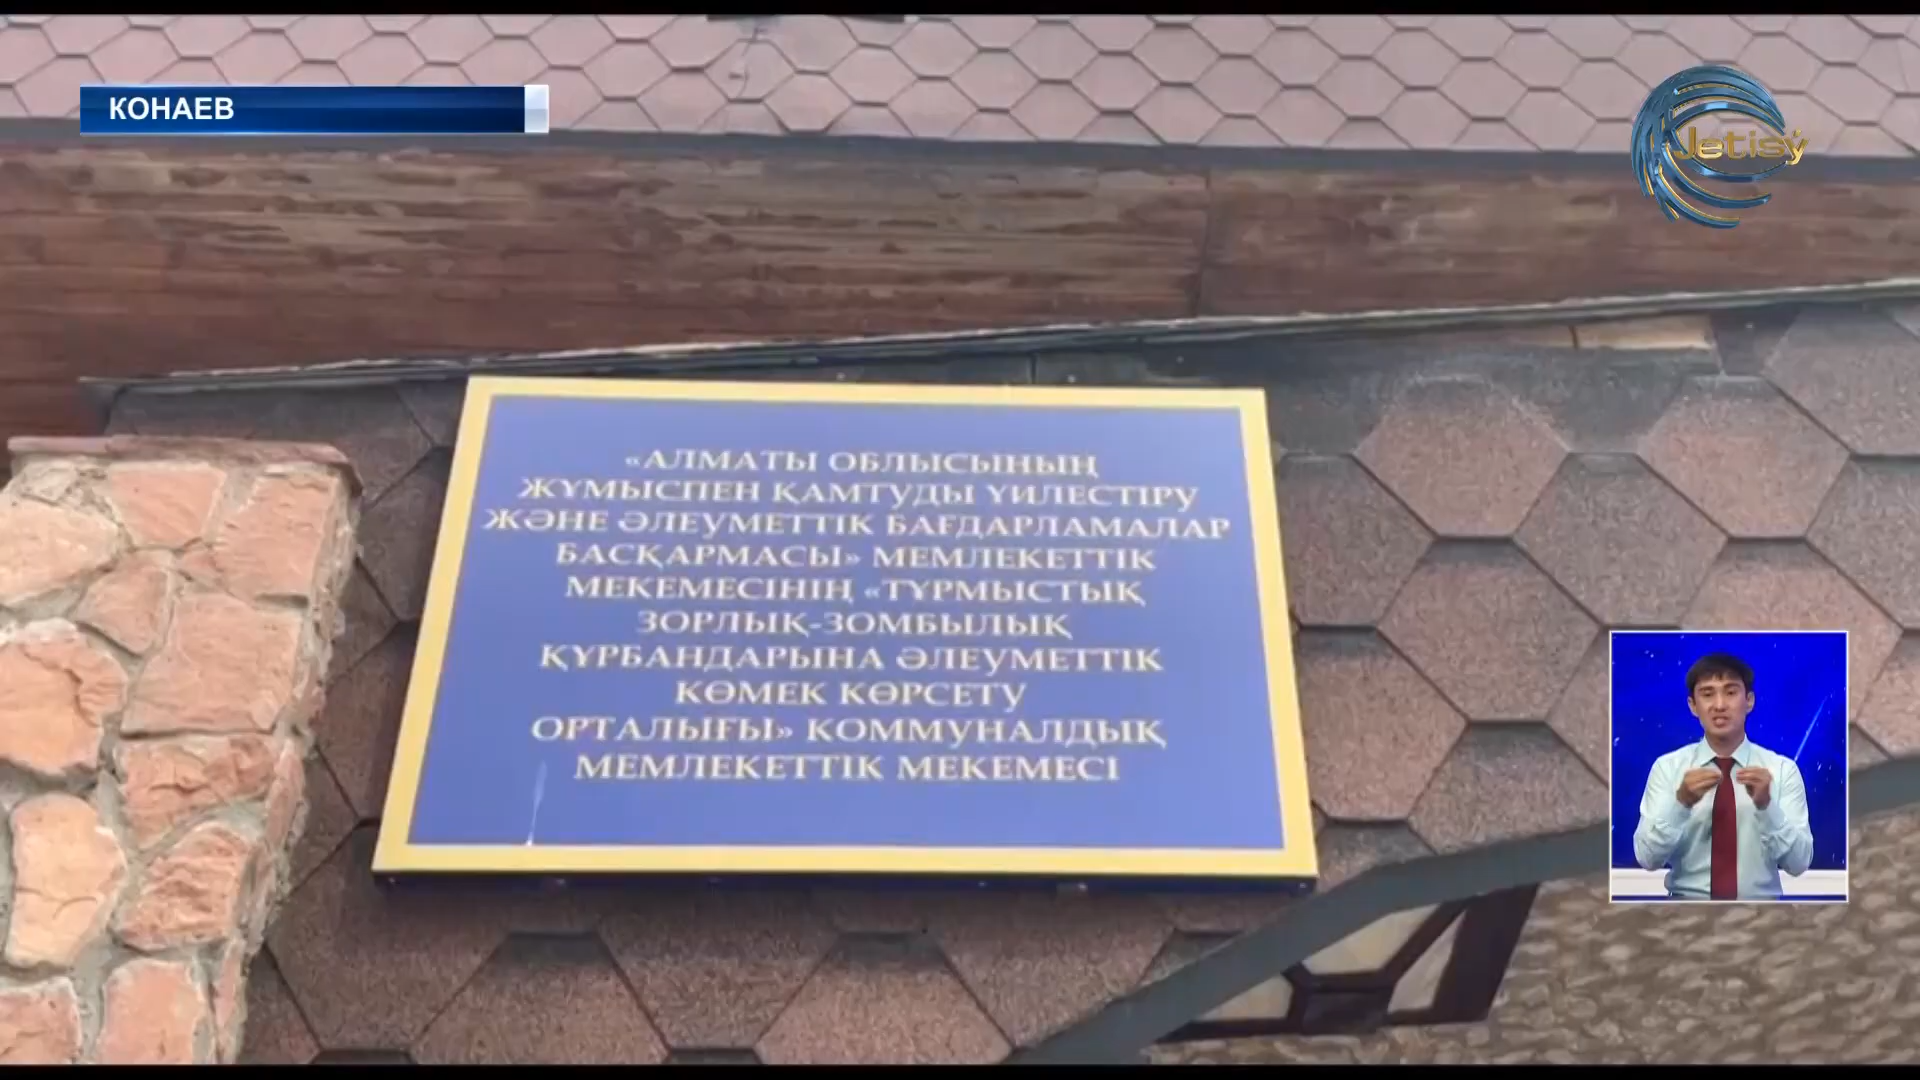 КОНАЕВ
Jetisý
«АЛМАТЫ ОБЛЫСЫНЫҢ
ЖҰМЫСПЕН ҚАМТУДЫ ҮЙЛЕСТІРУ
ЖӘНЕ ӘЛЕУМЕТТІК БАҒДАРЛАМАЛАР
БАСҚАРМАСЫ» МЕМЛЕКЕТТІК
МЕКЕМЕСІНІҢ «ТҰРМЫСТЫҚ
ЗОРЛЫҚ-ЗОМБЫЛЫҚ
ҚҰРБАНДАРЫНА ӘЛЕУМЕТТІК
КӨМЕК КӨРСЕТУ
ОРТАЛЫҒЫ» КОММУНАЛДЫҚ
МЕМЛЕКЕТТІК МЕКЕМЕСІ